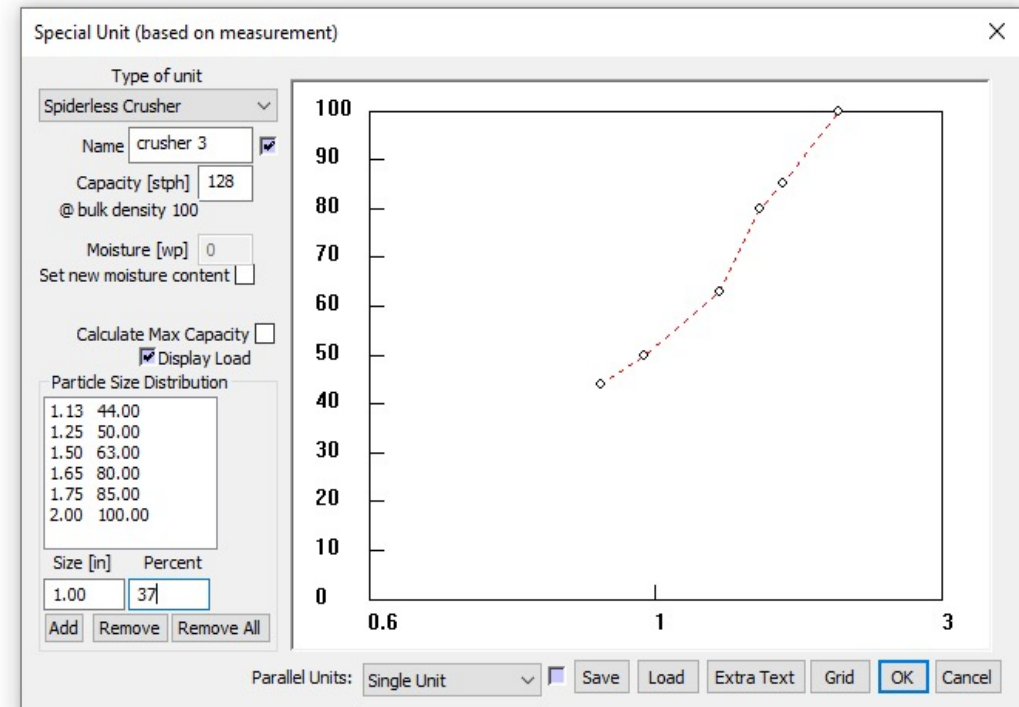 Special Unit (based on measurement)
Type of unit
Spiderless Crusher
Name crusher 3
Capacity [stph] 128
@ bulk density 100
Moisture [wp] 0
Set new moisture content
Calculate Max Capacity
Display Load
Particle Size Distribution
1.13 44.00
1.25 50.00
1.50 63.00
1.65 80.00
1.75 85.00
2.00 100.00
Size [in] Percent
1.00 37
Add Remove Remove All
100
90
80
70
60
50
40
30
20
10
0
0.6 1 3
Parallel Units: Single Unit Save Load Extra Text Grid OK Cancel